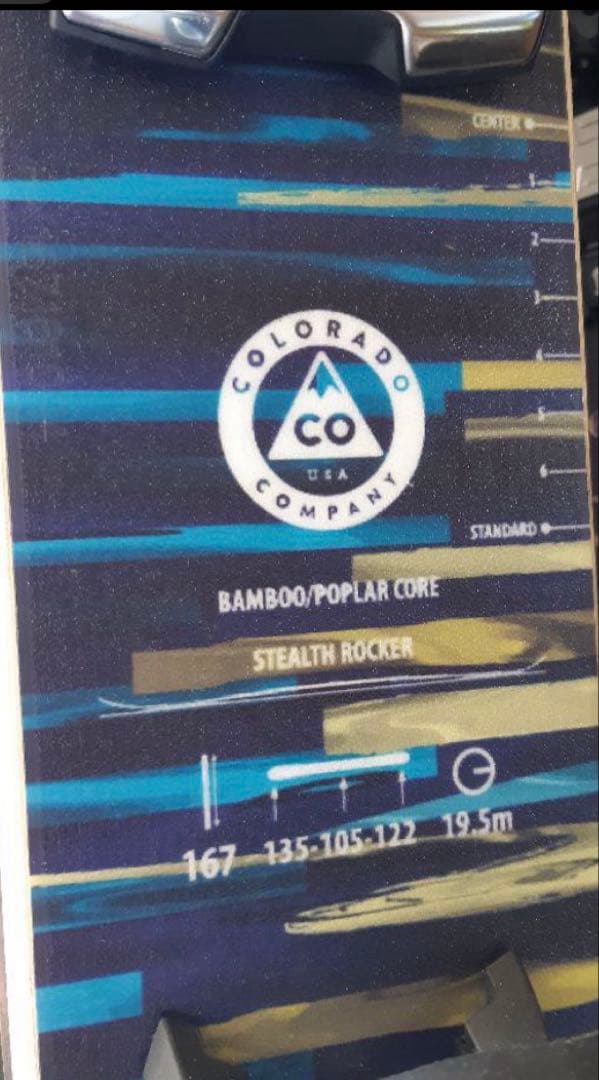 CENTER
1
2
3
4
5
6
STANDARD
COLORADO
CO
USA
COMPANY
BAMBOO/POPLAR CORE
STEALTH ROCKER
167 135-105-122 19.5m